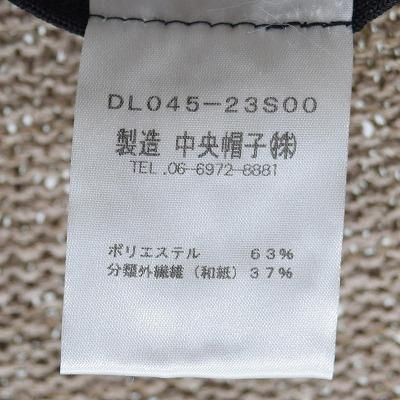 DL045-23S00
製造 中央帽子㈱
TEL.06-6972-8881
ポリエステル 63%
分類外繊維（和紙）37%